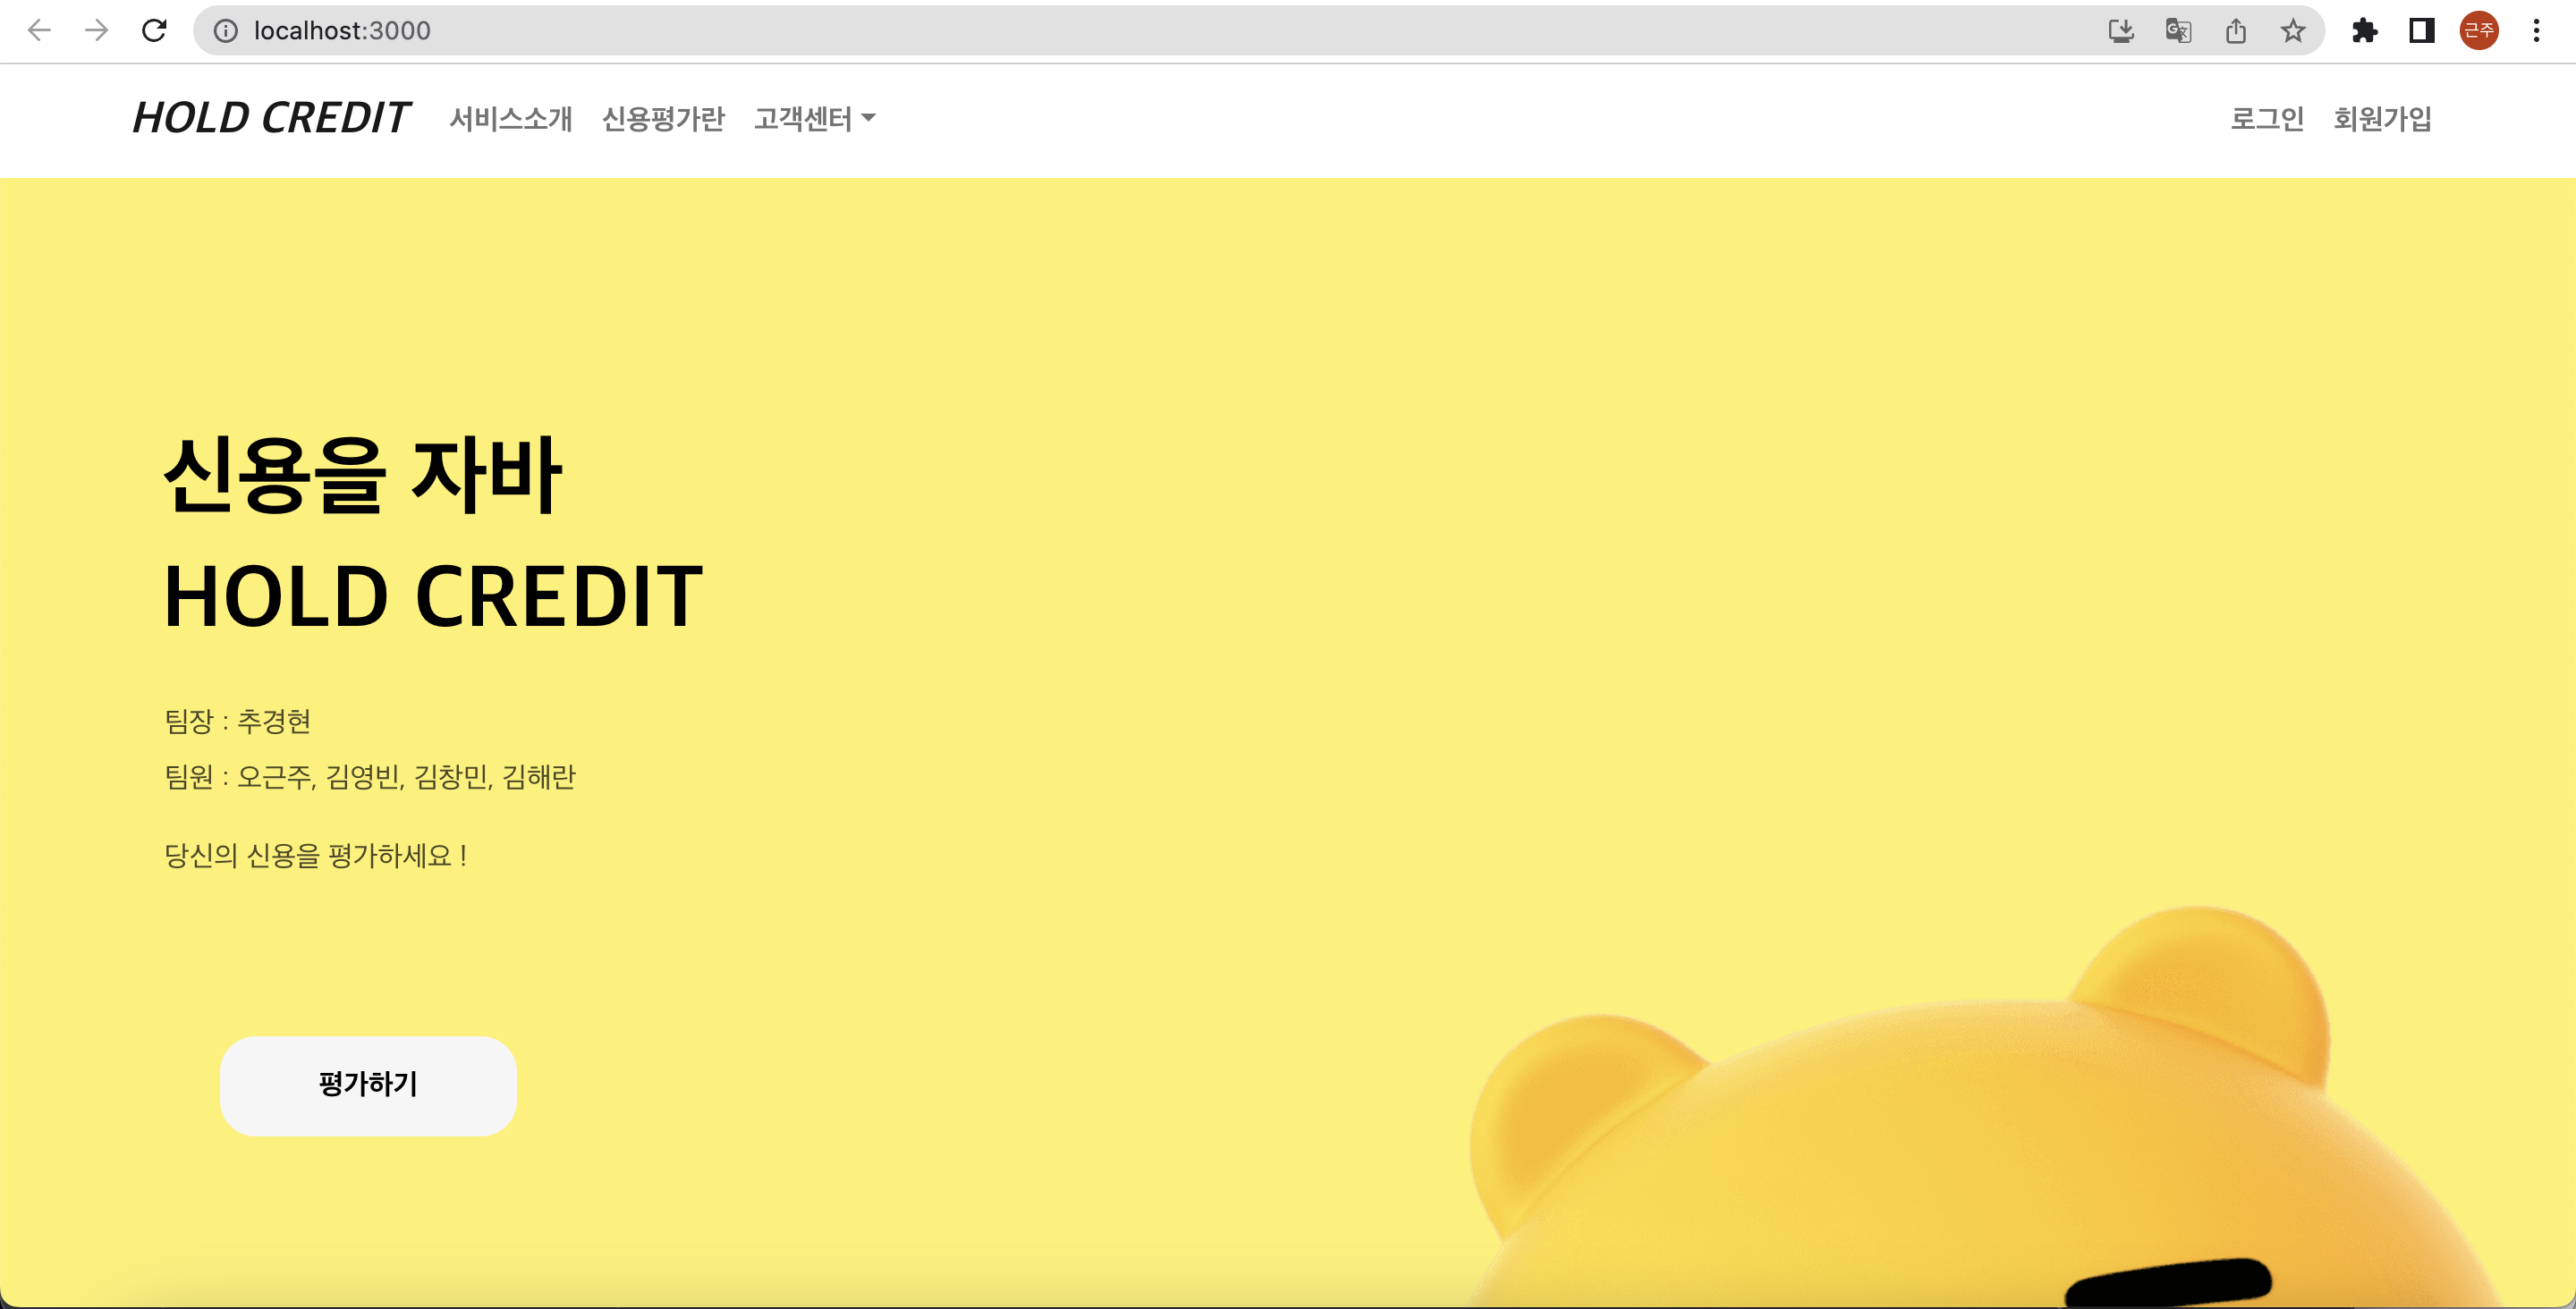 localhost:3000
근주
HOLD CREDIT 서비스소개 신용평가란 고객센터 로그인 회원가입
신용을 자바
HOLD CREDIT
팀장 : 추경현
팀원 : 오근주, 김영빈, 김창민, 김해란
당신의 신용을 평가하세요 !
평가하기